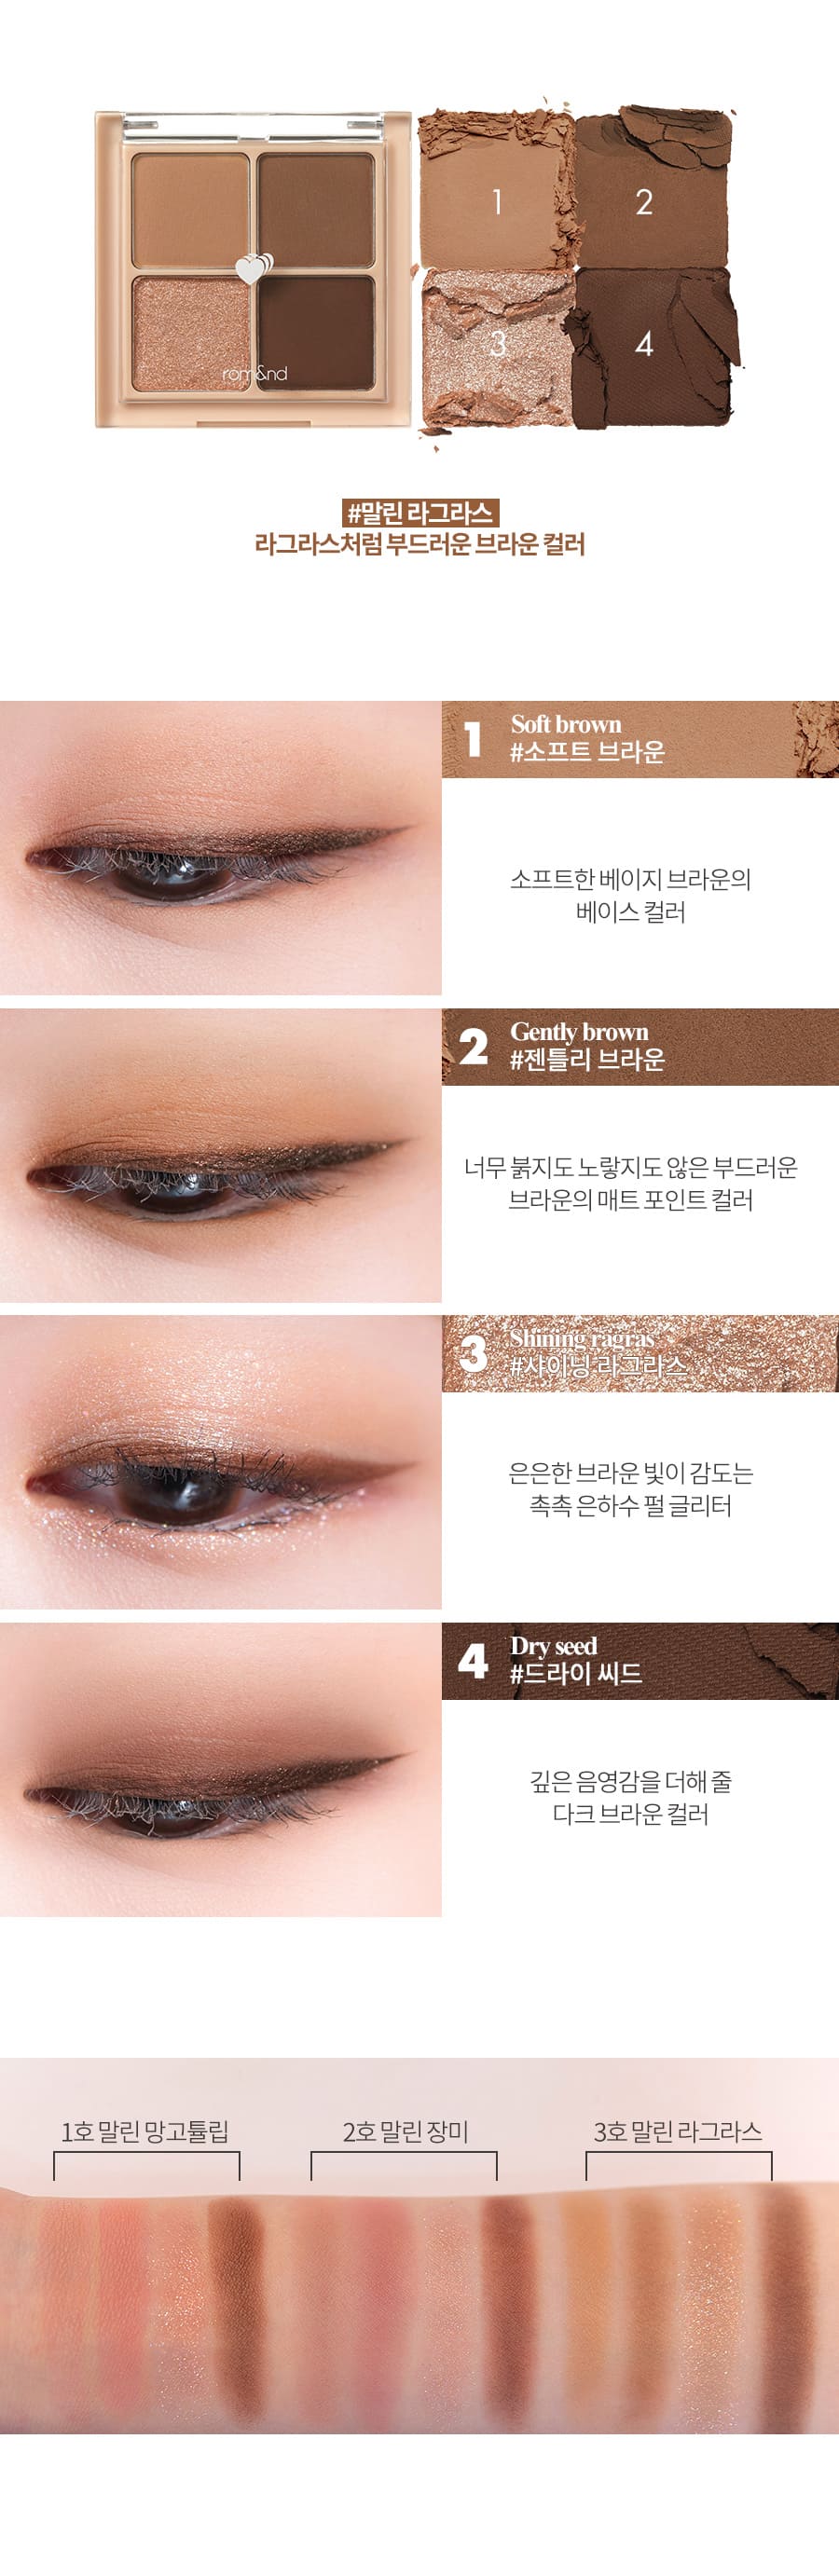 rom&nd
1
2
3
4
#말린 라그라스
라그라스처럼 부드러운 브라운 컬러
1
Soft brown
#소프트 브라운
소프트한 베이지 브라운의
베이스 컬러
2
Gently brown
#젠틀리 브라운
너무 붉지도 노랗지도 않은 부드러운
브라운의 매트 포인트 컬러
3
Shining ragras
#샤이닝 라그라스
은은한 브라운 빛이 감도는
촉촉 은하수 펄 글리터
4
Dry seed
#드라이 씨드
깊은 음영감을 더해 줄
다크 브라운 컬러
1호 말린 망고튤립
2호 말린 장미
3호 말린 라그라스